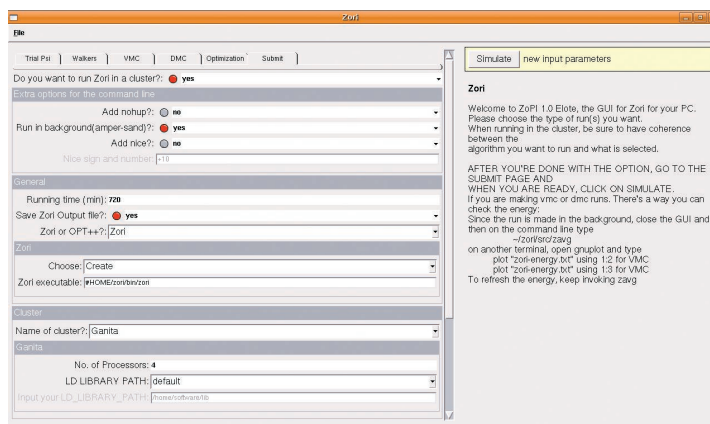 Zori
File
Trial Psi Walkers VMC DMC Optimization Submit
Do you want to run Zori in a cluster?: yes
Extra options for the command line
Add nohup?: no
Run in background(amper-sand)?: yes
Add nice?: no
Nice sign and number: +10
General
Running time (min): 720
Save Zori Output file?: yes
Zori or OPT++?: Zori
Zori
Choose: Create
Zori executable: #HOME/zori/bin/zori
Cluster
Name of cluster?: Ganita
Ganita
No. of Processors: 4
LD LIBRARY PATH: default
Input your LD_LIBRARY_PATH: /home/software/lib
Simulate new input parameters
Zori
Welcome to ZoPI 1.0 Elote, the GUI for Zori for your PC.
Please choose the type of run(s) you want.
When running in the cluster, be sure to have coherence
between the
algorithm you want to run and what is selected.
AFTER YOU'RE DONE WITH THE OPTION, GO TO THE
SUBMIT PAGE AND
WHEN YOU ARE READY, CLICK ON SIMULATE.
If you are making vmc or dmc runs. There's a way you can
check the energy:
Since the run is made in the background, close the GUI and
then on the command line type
~/zori/src/zavg
on another terminal, open gnuplot and type
plot "zori-energy.txt" using 1:2 for VMC
plot "zori-energy.txt" using 1:3 for VMC
To refresh the energy, keep invoking zavg